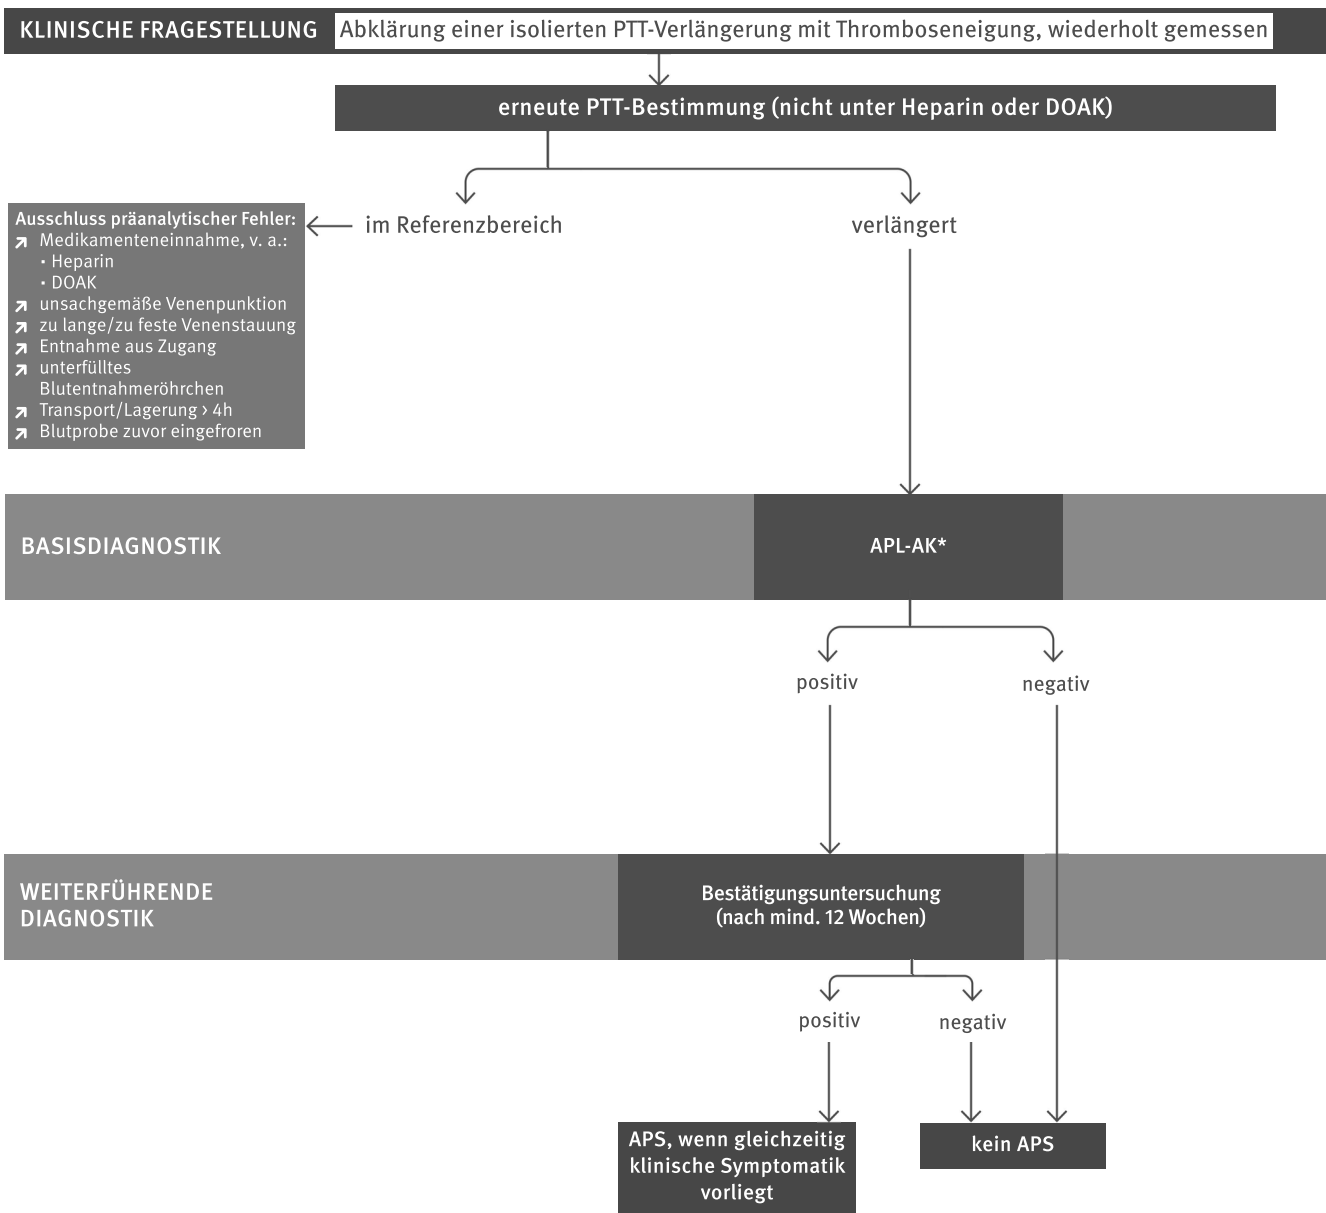 KLINISCHE FRAGESTELLUNG Abklärung einer isolierten PTT-Verlängerung mit Thromboseneigung, wiederholt gemessen
erneute PTT-Bestimmung (nicht unter Heparin oder DOAK)
im Referenzbereich
verlängert
Ausschluss präanalytischer Fehler:
Medikamenteneinnahme, v. a.:
· Heparin
· DOAK
unsachgemäße Venenpunktion
zu lange/zu feste Venenstauung
Entnahme aus Zugang
unterfülltes
Blutentnahmeröhrchen
Transport/Lagerung > 4h
Blutprobe zuvor eingefroren
BASISDIAGNOSTIK
APL-AK*
positiv
negativ
WEITERFÜHRENDE
DIAGNOSTIK
Bestätigungsuntersuchung
(nach mind. 12 Wochen)
positiv
negativ
APS, wenn gleichzeitig
klinische Symptomatik
vorliegt
kein APS